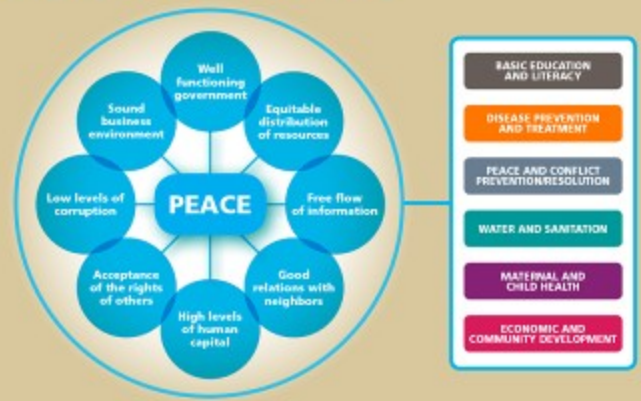 Well
functioning
government
Equitable
distribution
of resources
Free flow
of information
Good
relations with
neighbors
High levels
of human
capital
Acceptance
of the rights
of others
Low levels of
corruption
Sound
business
environment
PEACE
BASIC EDUCATION
AND LITERACY
DISEASE PREVENTION
AND TREATMENT
PEACE AND CONFLICT
PREVENTION/RESOLUTION
WATER AND SANITATION
MATERNAL AND
CHILD HEALTH
ECONOMIC AND
COMMUNITY DEVELOPMENT